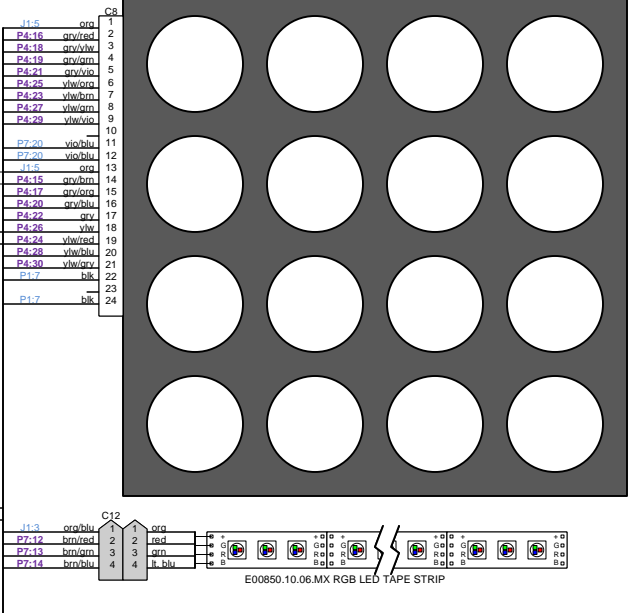 C8
J1:5 org 1
P4:16 gry/red 2
P4:18 gry/ylw 3
P4:19 gry/grn 4
P4:21 gry/vio 5
P4:25 ylw/org 6
P4:23 ylw/brn 7
P4:27 ylw/grn 8
P4:29 ylw/vio 9
10
P7:20 vio/blu 11
P7:20 vio/blu 12
J1:5 org 13
P4:15 gry/brn 14
P4:17 gry/org 15
P4:20 gry/blu 16
P4:22 gry 17
P4:26 ylw 18
P4:24 ylw/red 19
P4:28 ylw/blu 20
P4:30 ylw/gry 21
P1:7 blk 22
23
P1:7 blk 24
C12
J1:3 org/blu 1 1 org + + + + +
P7:12 brn/red 2 2 red G G G G G
P7:13 brn/grn 3 3 grn R R R R R
P7:14 brn/blu 4 4 lt. blu B B B B B
E00850.10.06.MX RGB LED TAPE STRIP